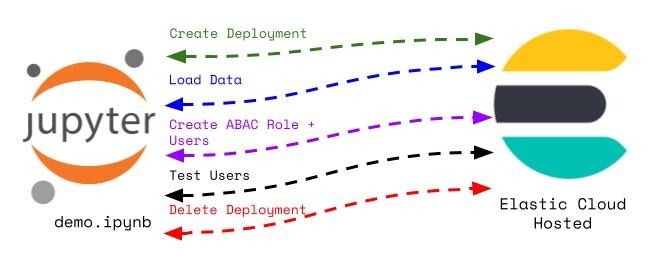 Create Deployment
Load Data
Create ABAC Role +
Users
Test Users
Delete Deployment
jupyter
demo.ipynb
Elastic Cloud
Hosted